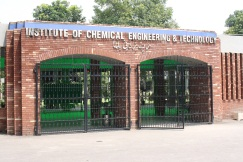 INSTITUTE OF CHEMICAL ENGINEERING & TECHNOLOGY